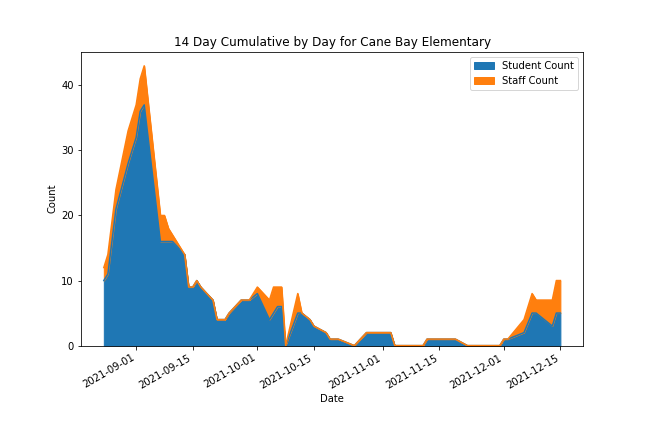 14 Day Cumulative by Day for Cane Bay Elementary
Student Count
Staff Count
Count
40
30
20
10
0
2021-09-01
2021-09-15
2021-10-01
2021-10-15
2021-11-01
2021-11-15
2021-12-01
2021-12-15
Date